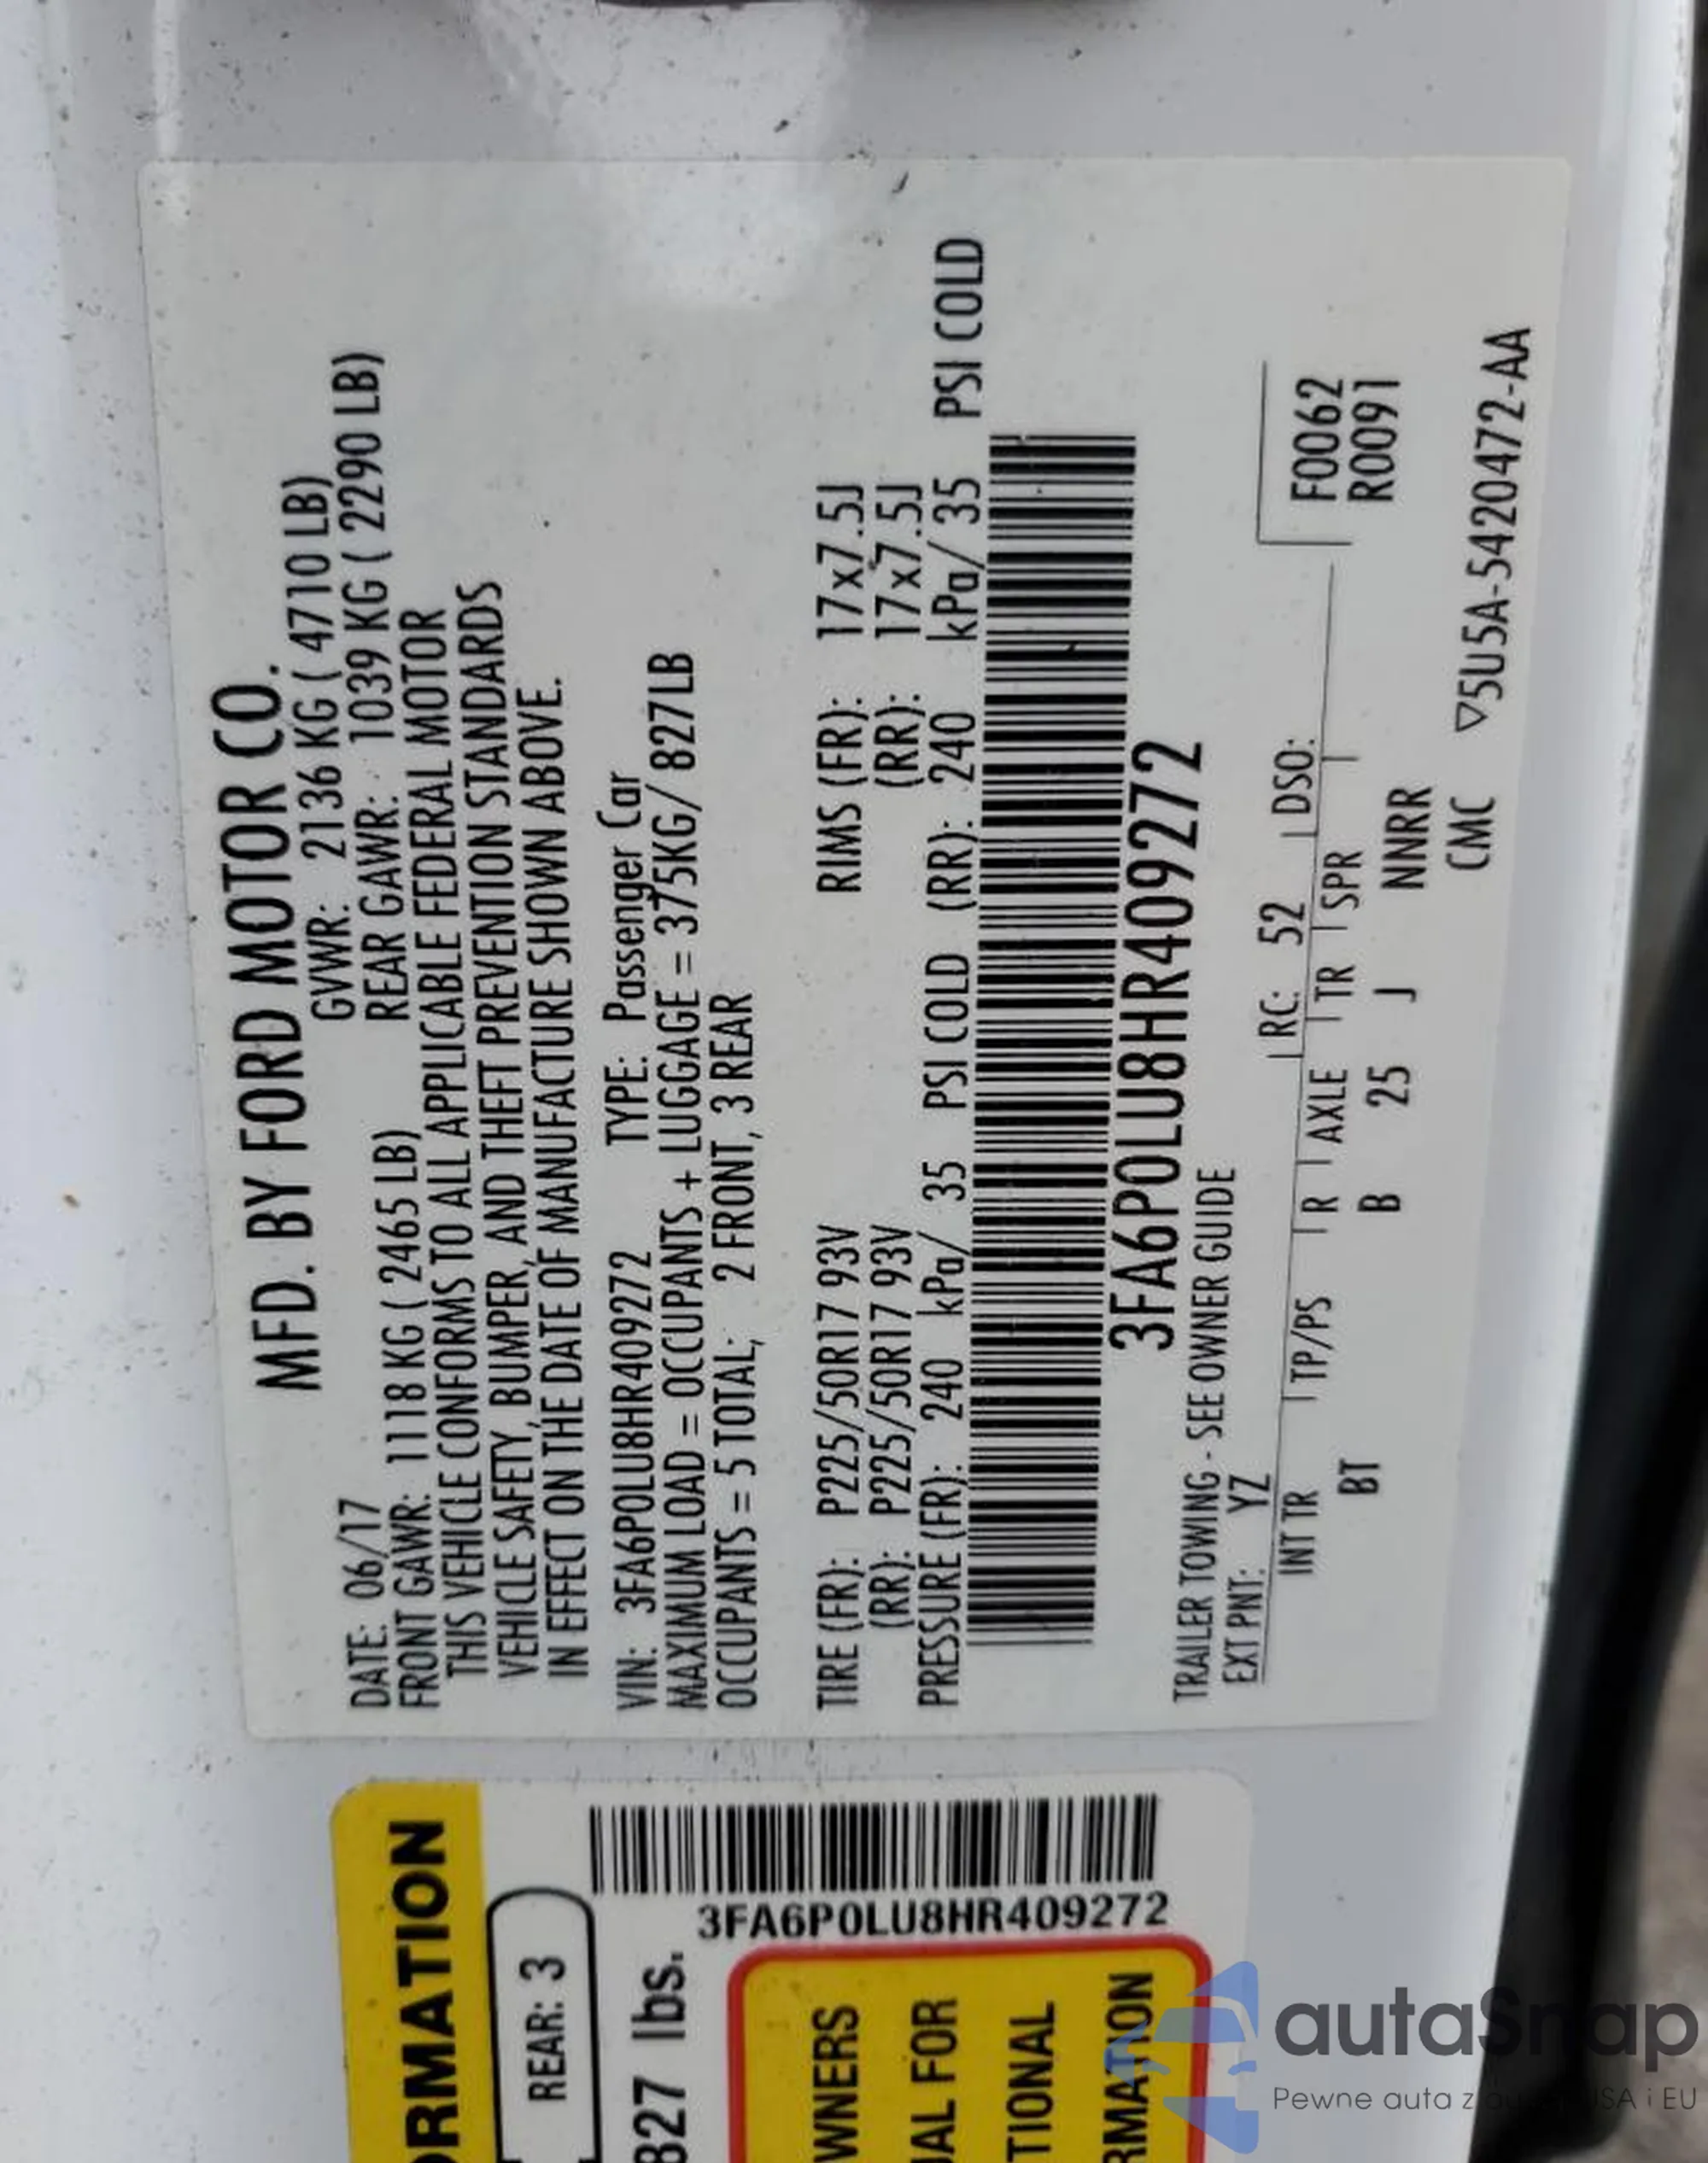 MFD. BY FORD MOTOR CO.
DATE: 06/17 GVWR: 2136 KG ( 4710 LB)
FRONT GAWR: 1118 KG ( 2465 LB) REAR GAWR: 1039 KG ( 2290 LB)
THIS VEHICLE CONFORMS TO ALL APPLICABLE FEDERAL MOTOR
VEHICLE SAFETY, BUMPER, AND THEFT PREVENTION STANDARDS
IN EFFECT ON THE DATE OF MANUFACTURE SHOWN ABOVE.
VIN: 3FA6P0LU8HR409272 TYPE: Passenger Car
MAXIMUM LOAD = OCCUPANTS + LUGGAGE = 375KG/ 827LB
OCCUPANTS = 5 TOTAL; 2 FRONT, 3 REAR
TIRE (FR): P225/50R17 93V RIMS (FR): 17x7.5J
(RR): P225/50R17 93V (RR): 17x7.5J
PRESSURE (FR): 240 kPa/ 35 PSI COLD (RR): 240 kPa/ 35 PSI COLD
3FA6P0LU8HR409272
TRAILER TOWING - SEE OWNER GUIDE
EXT PNT: YZ RC: 52 DSO:
INT TR TP/PS R AXLE TR SPR
BT B 25 J NNRR
F0062
R0091
CMC ▽5U5A-5420472-AA
ORMATION
REAR: 3
827 lbs.
3FA6P0LU8HR409272
WNERS
UAL FOR
TIONAL
RMATION
autaSnap
Pewne auta z USA i EU